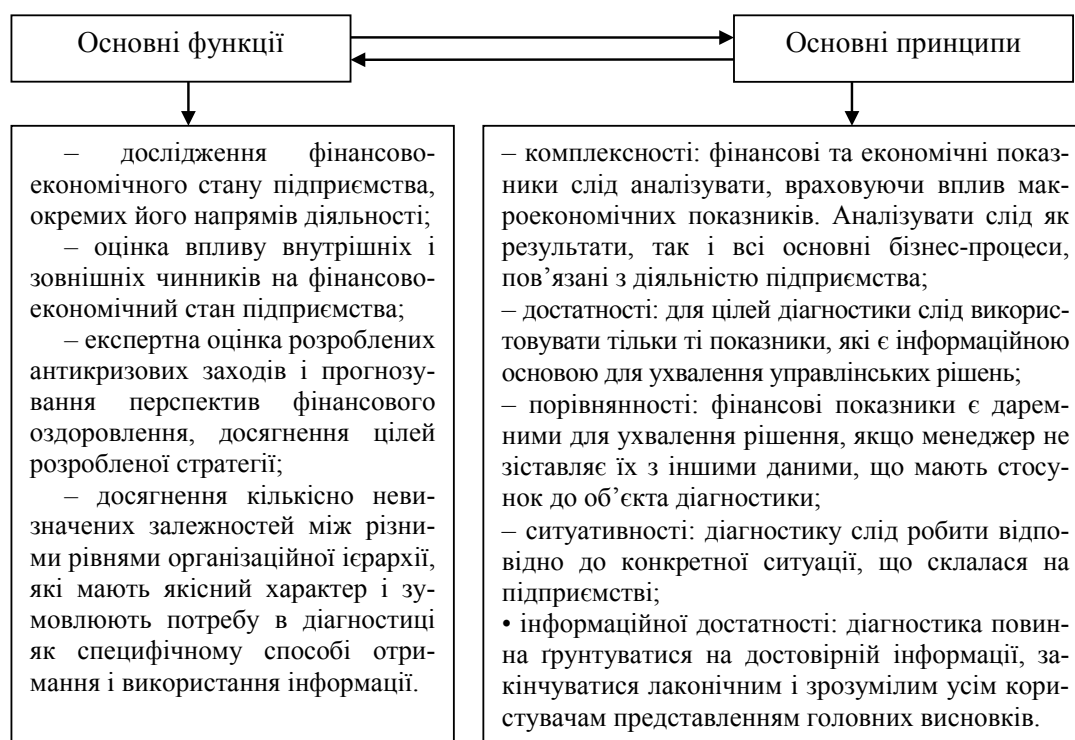 Основні функції
Основні принципи
– дослідження фінансово-
економічного стану підприємства,
окремих його напрямів діяльності;
– оцінка впливу внутрішніх і
зовнішніх чинників на фінансово-
економічний стан підприємства;
– експертна оцінка розроблених
антикризових заходів і прогнозу-
вання перспектив фінансового
оздоровлення, досягнення цілей
розробленої стратегії;
– досягнення кількісно неви-
значених залежностей між різни-
ми рівнями організаційної ієрархії,
які мають якісний характер і зу-
мовлюють потребу в діагностиці
як специфічному способі отри-
мання і використання інформації.
– комплексності: фінансові та економічні показ-
ники слід аналізувати, враховуючи вплив мак-
роекономічних показників. Аналізувати слід як
результати, так і всі основні бізнес-процеси,
пов’язані з діяльністю підприємства;
– достатності: для цілей діагностики слід викорис-
товувати тільки ті показники, які є інформаційною
основою для ухвалення управлінських рішень;
– порівнянності: фінансові показники є дарем-
ними для ухвалення рішення, якщо менеджер не
зіставляє їх з іншими даними, що мають стосу-
нок до об’єкта діагностики;
– ситуативності: діагностику слід робити відпо-
відно до конкретної ситуації, що склалася на
підприємстві;
• інформаційної достатності: діагностика повин-
на ґрунтуватися на достовірній інформації, за-
кінчуватися лаконічним і зрозумілим усім кори-
стувачам представленням головних висновків.